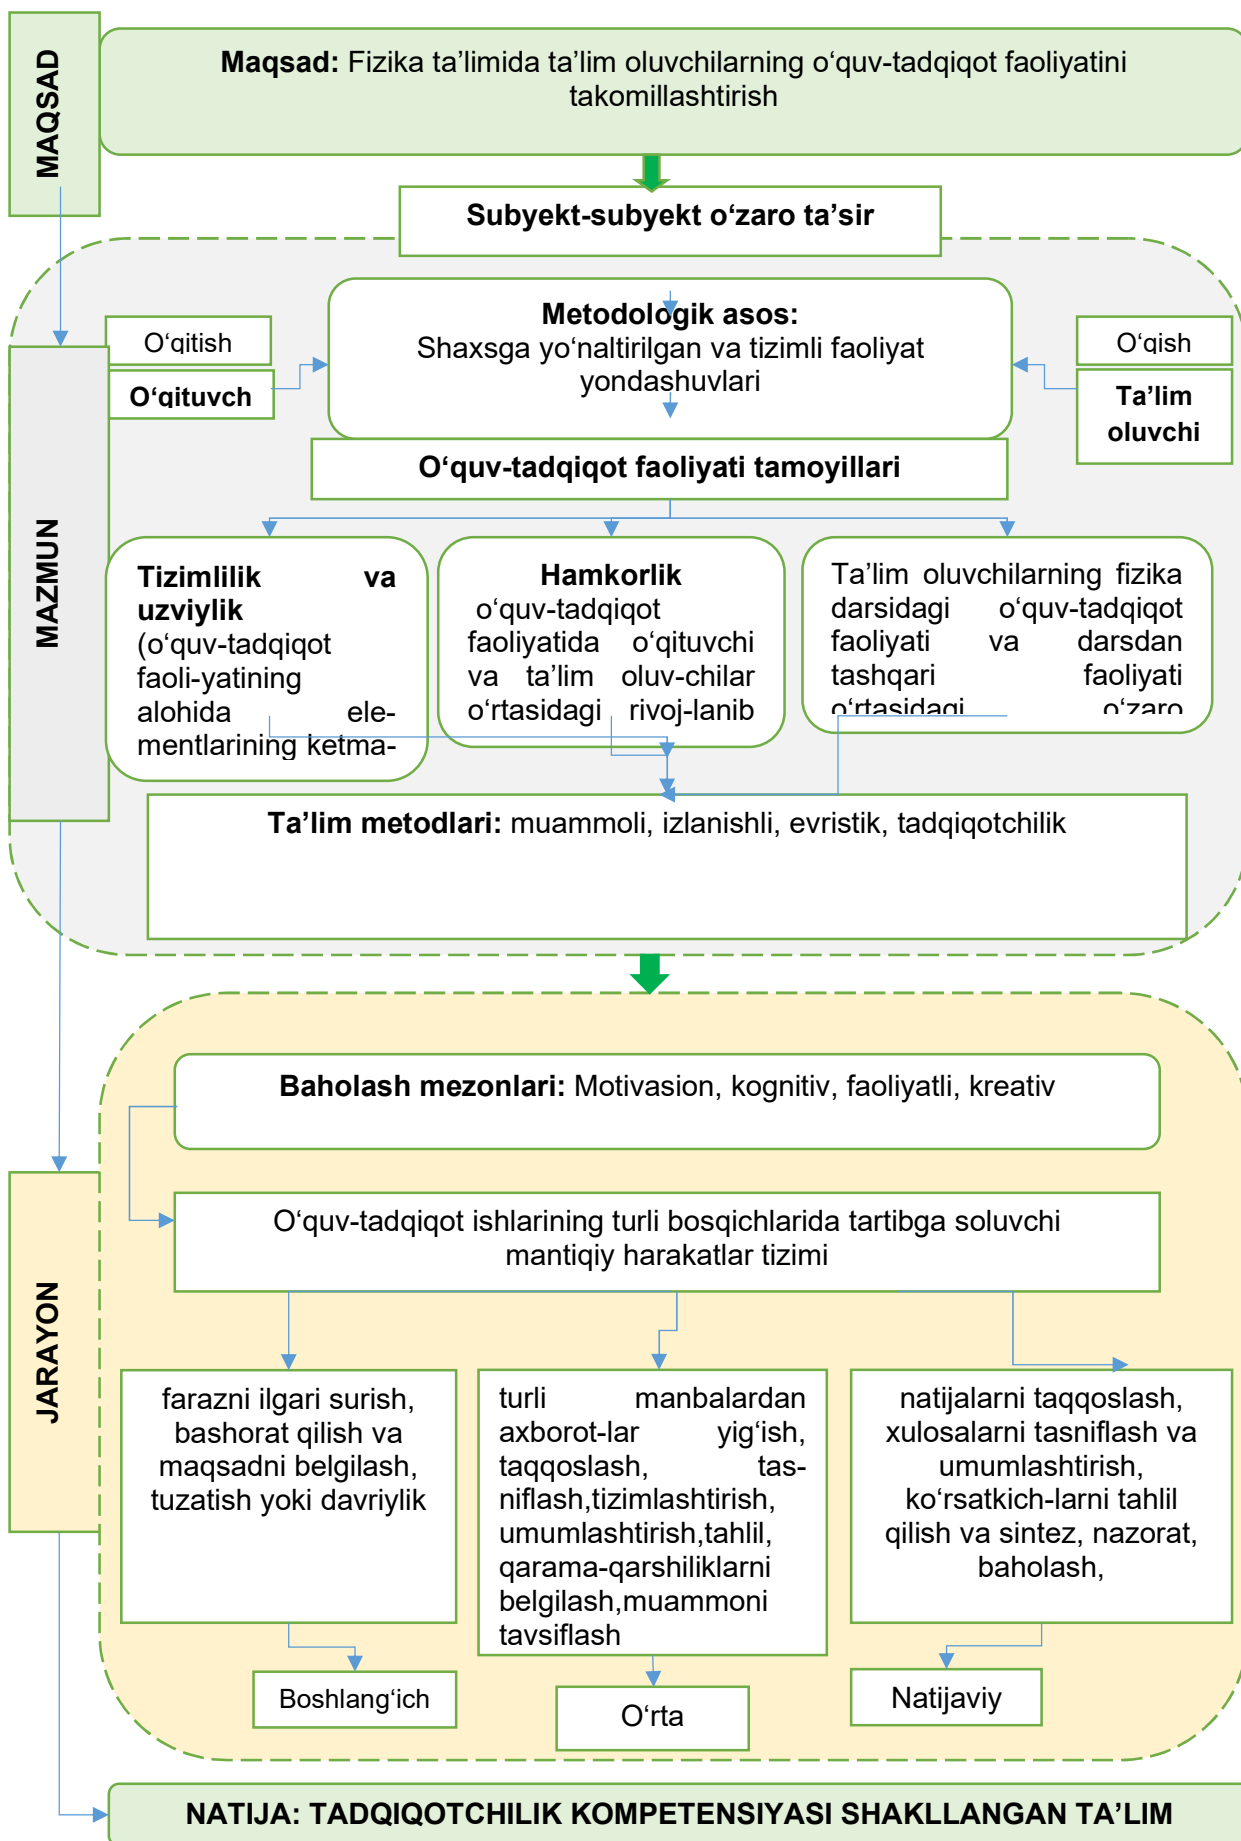 MAQSAD
Maqsad: Fizika ta’limida ta’lim oluvchilarning o‘quv-tadqiqot faoliyatini
takomillashtirish
Subyekt-subyekt o‘zaro ta’sir
Metodologik asos:
Shaxsga yo‘naltirilgan va tizimli faoliyat
yondashuvlari
O‘qitish
O‘qituvch
O‘qish
Ta’lim
oluvchi
MAZMUN
O‘quv-tadqiqot faoliyati tamoyillari
Tizimlilik va
uzviylik
(o‘quv-tadqiqot
faoli-yatining
alohida ele-
mentlarining ketma-
Hamkorlik
o‘quv-tadqiqot
faoliyatida o‘qituvchi
va ta’lim oluv-chilar
o‘rtasidagi rivoj-lanib
Ta’lim oluvchilarning fizika
darsidagi o‘quv-tadqiqot
faoliyati va darsdan
tashqari faoliyati
o‘rtasidagi o‘zaro
Ta’lim metodlari: muammoli, izlanishli, evristik, tadqiqotchilik
JARAYON
Baholash mezonlari: Motivasion, kognitiv, faoliyatli, kreativ
O‘quv-tadqiqot ishlarining turli bosqichlarida tartibga soluvchi
mantiqiy harakatlar tizimi
farazni ilgari surish,
bashorat qilish va
maqsadni belgilash,
tuzatish yoki davriylik
turli manbalardan
axborot-lar yig‘ish,
taqqoslash, tas-
niflash,tizimlashtirish,
umumlashtirish,tahlil,
qarama-qarshiliklarni
belgilash,muammoni
tavsiflash
natijalarni taqqoslash,
xulosalarni tasniflash va
umumlashtirish,
ko‘rsatkich-larni tahlil
qilish va sintez, nazorat,
baholash,
Boshlang‘ich
O‘rta
Natijaviy
NATIJA: TADQIQOTCHILIK KOMPETENSIYASI SHAKLLANGAN TA’LIM